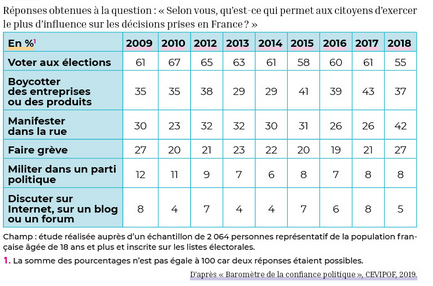 Réponses obtenues à la question : « Selon vous, qu'est-ce qui permet aux citoyens d'exercer
le plus d'influence sur les décisions prises en France ? »
En %1 2009 2010 2012 2013 2014 2015 2016 2017 2018
Voter aux élections 61 67 65 63 61 58 60 61 55
Boycotter
des entreprises
ou des produits 35 35 38 29 29 41 39 43 37
Manifester
dans la rue 30 23 32 32 30 31 26 26 42
Faire grève 27 20 21 23 22 20 19 21 27
Militer dans un parti
politique 12 11 9 7 6 8 7 8 8
Discuter sur
Internet, sur un blog
ou un forum 8 4 7 4 4 7 6 8 5
Champ : étude réalisée auprès d'un échantillon de 2 064 personnes représentatif de la population fran-
çaise âgée de 18 ans et plus et inscrite sur les listes électorales.
1. La somme des pourcentages n'est pas égale à 100 car deux réponses étaient possibles.
D'après « Baromètre de la confiance politique », CEVIPOF, 2019.